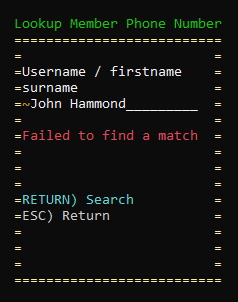 Lookup Member Phone Number
==========================
=                        =
=Username / firstname    =
=surname                 =
=~John Hammond_________  =
=                        =
=Failed to find a match  =
=                        =
=                        =
=                        =
=RETURN) Search          =
=ESC) Return             =
=                        =
=                        =
=                        =
==========================